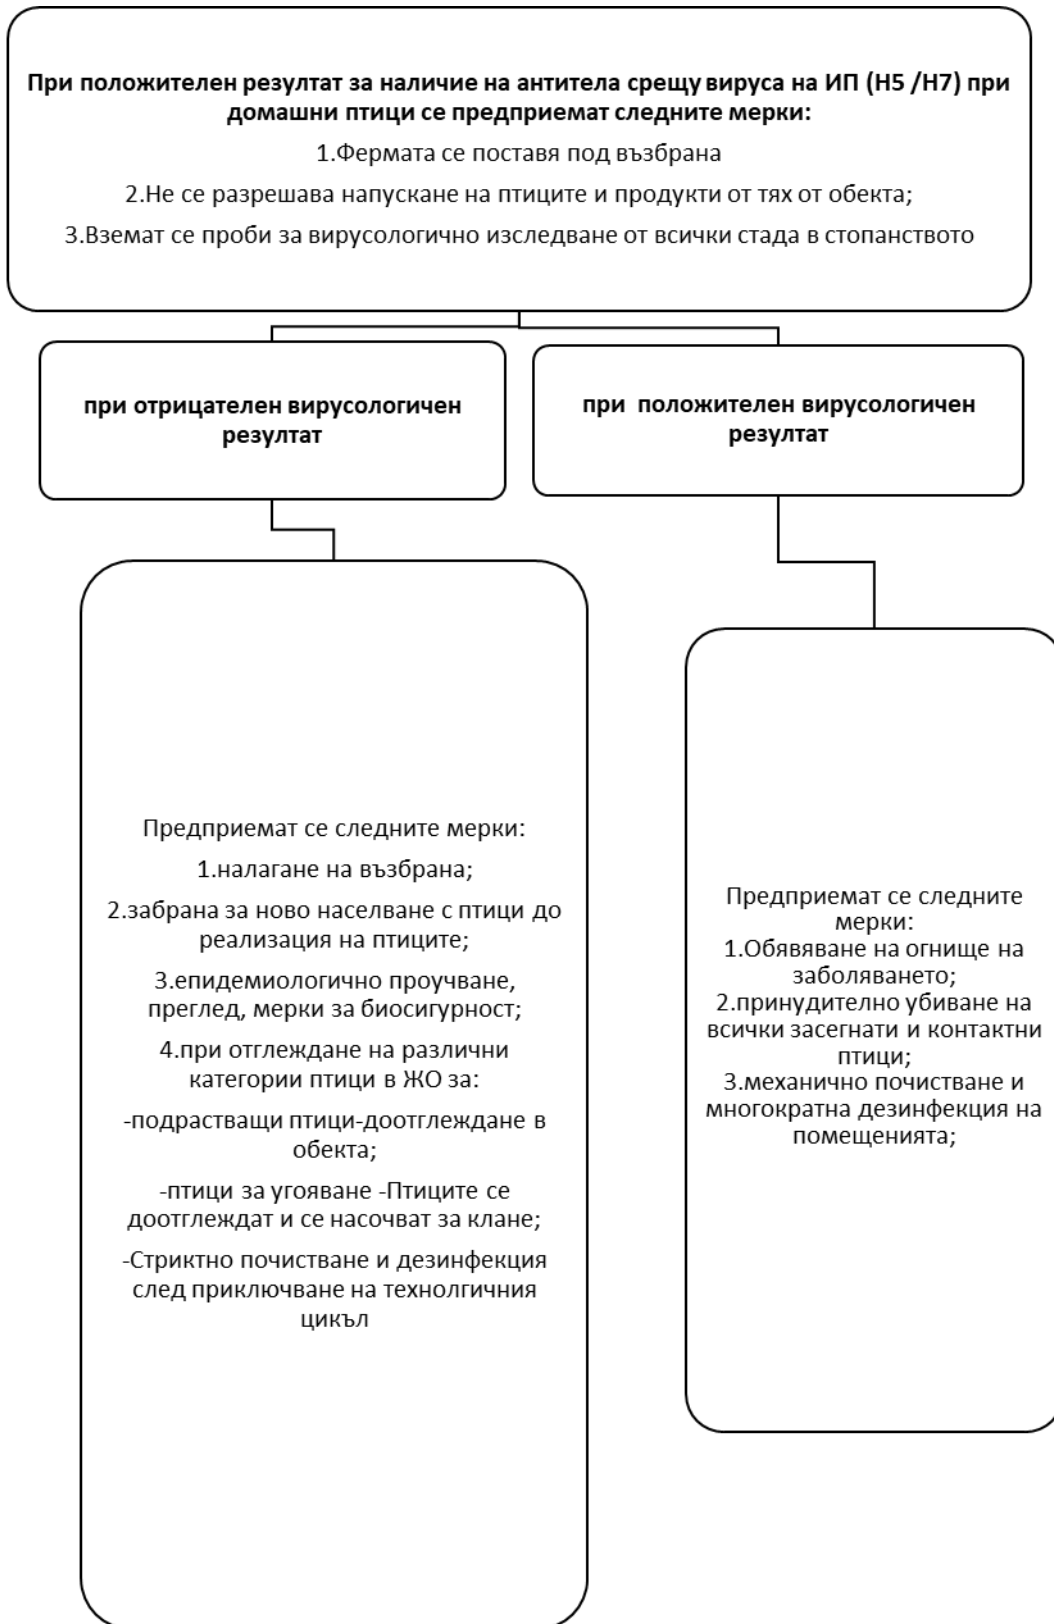 При положителен резултат за наличие на антитела срещу вируса на ИП (H5 /H7) при
домашни птици се предприемат следните мерки:
1.Фермата се поставя под възбрана
2.Не се разрешава напускане на птиците и продукти от тях от обекта;
3.Вземат се проби за вирусологично изследване от всички стада в стопанството
при отрицателен вирусологичен
резултат
при положителен вирусологичен
резултат
Предприемат се следните мерки:
1.налагане на възбрана;
2.забрана за ново населване с птици до
реализация на птиците;
3.епидемиологично проучване,
преглед, мерки за биосигурност;
4.при отглеждане на различни
категории птици в ЖО за:
-подрастващи птици-доотглеждане в
обекта;
-птици за угояване -Птиците се
доотглеждат и се насочват за клане;
-Стриктно почистване и дезинфекция
след приключване на технолгичния
цикъл
Предприемат се следните
мерки:
1.Обявяване на огнище на
заболяването;
2.принудително убиване на
всички засегнати и контактни
птици;
3.механично почистване и
многократна дезинфекция на
помещенията;